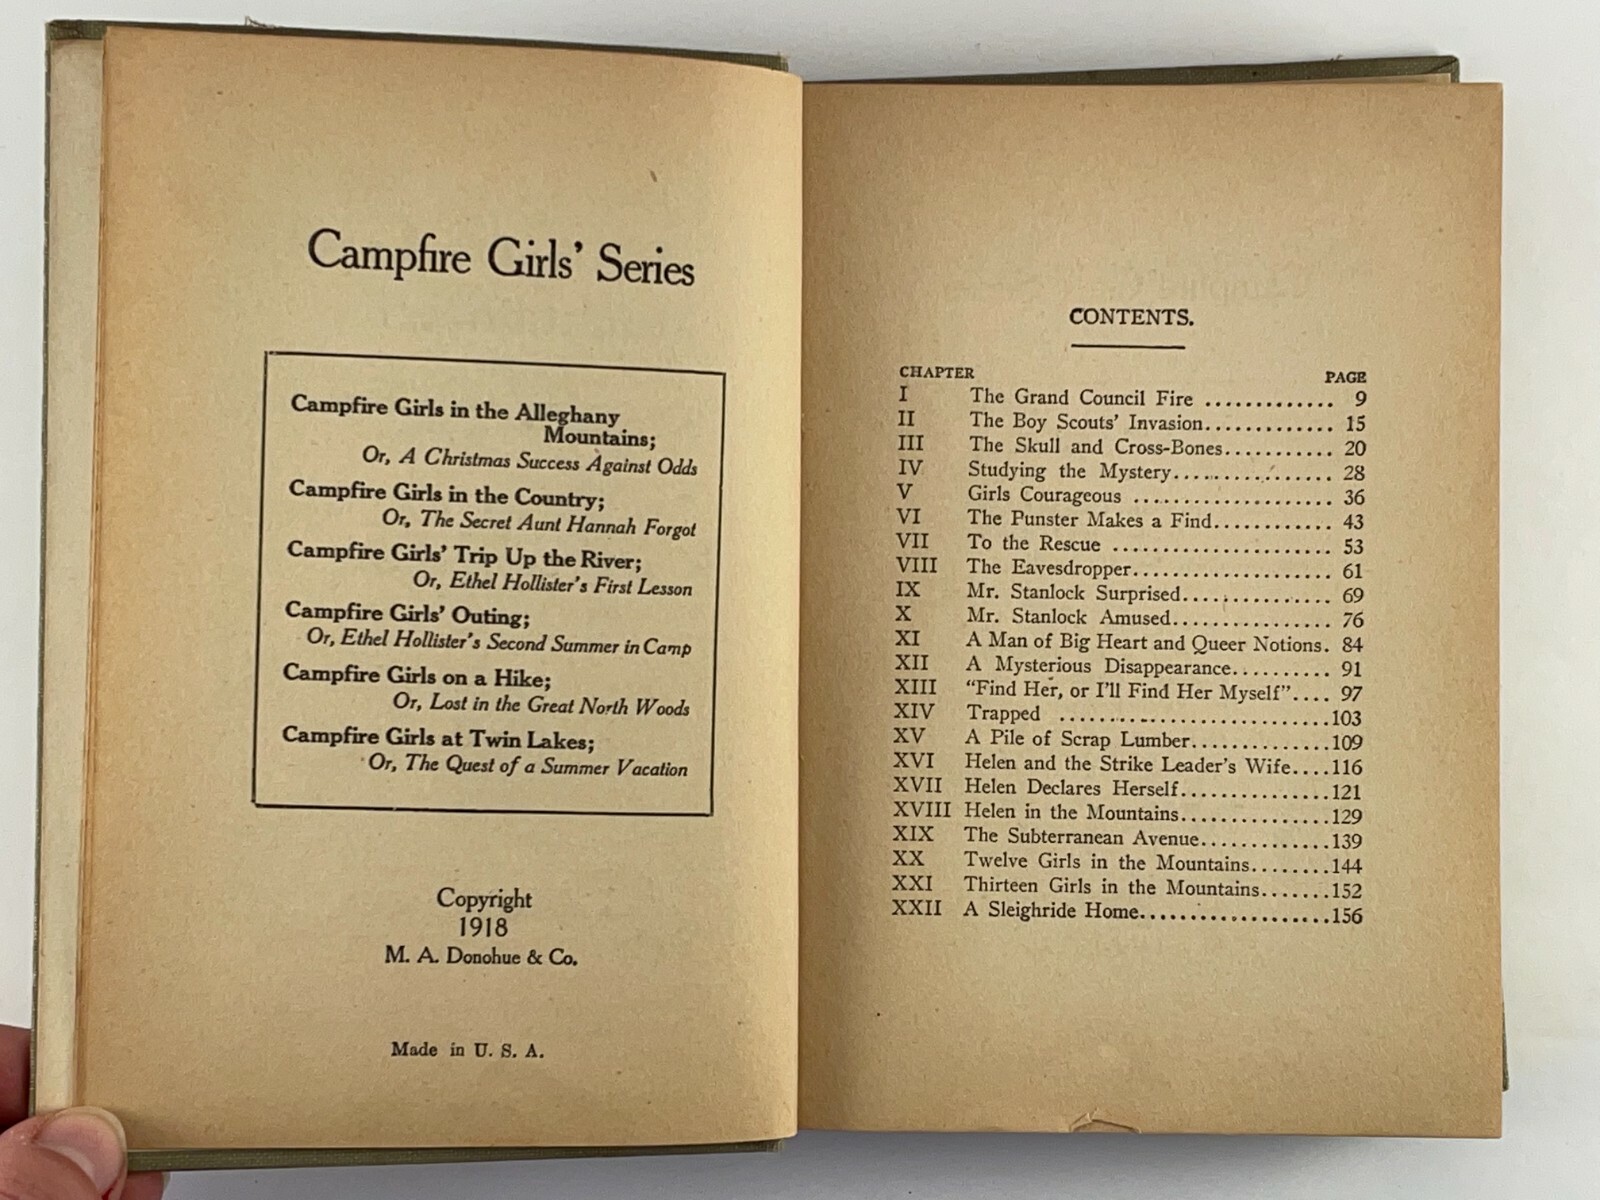 Campfire Girls' Series
Campfire Girls in the Alleghany
Mountains;
Or, A Christmas Success Against Odds
Campfire Girls in the Country;
Or, The Secret Aunt Hannah Forgot
Campfire Girls' Trip Up the River;
Or, Ethel Hollister's First Lesson
Campfire Girls' Outing;
Or, Ethel Hollister's Second Summer in Camp
Campfire Girls on a Hike;
Or, Lost in the Great North Woods
Campfire Girls at Twin Lakes;
Or, The Quest of a Summer Vacation
Copyright
1918
M. A. Donohue & Co.
Made in U. S. A.
CONTENTS.
CHAPTER PAGE
I The Grand Council Fire ............. 9
II The Boy Scouts' Invasion............. 15
III The Skull and Cross-Bones........... 20
IV Studying the Mystery................ 28
V Girls Courageous .................... 36
VI The Punster Makes a Find............ 43
VII To the Rescue ...................... 53
VIII The Eavesdropper.................... 61
IX Mr. Stanlock Surprised............... 69
X Mr. Stanlock Amused................ 76
XI A Man of Big Heart and Queer Notions. 84
XII A Mysterious Disappearance.......... 91
XIII "Find Her, or I'll Find Her Myself".... 97
XIV Trapped ...........................103
XV A Pile of Scrap Lumber..............109
XVI Helen and the Strike Leader's Wife....116
XVII Helen Declares Herself...............121
XVIII Helen in the Mountains...............129
XIX The Subterranean Avenue.............139
XX Twelve Girls in the Mountains........144
XXI Thirteen Girls in the Mountains.......152
XXII A Sleighride Home...................156